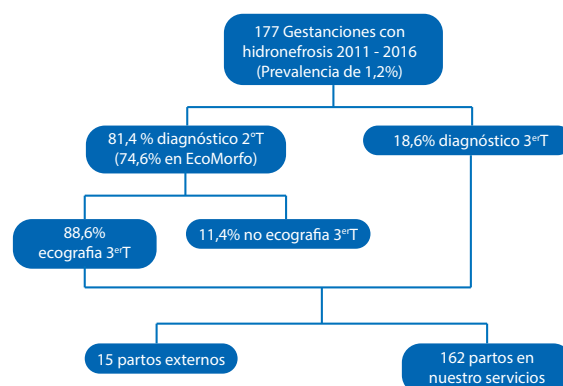 177 Gestanciones con
hidronefrosis 2011 - 2016
(Prevalencia de 1,2%)
81,4 % diagnóstico 2°T
(74,6% en EcoMorfo)
18,6% diagnóstico 3ᵉʳT
88,6%
ecografia 3ᵉʳT
11,4% no ecografia 3ᵉʳT
15 partos externos
162 partos en
nuestro servicios